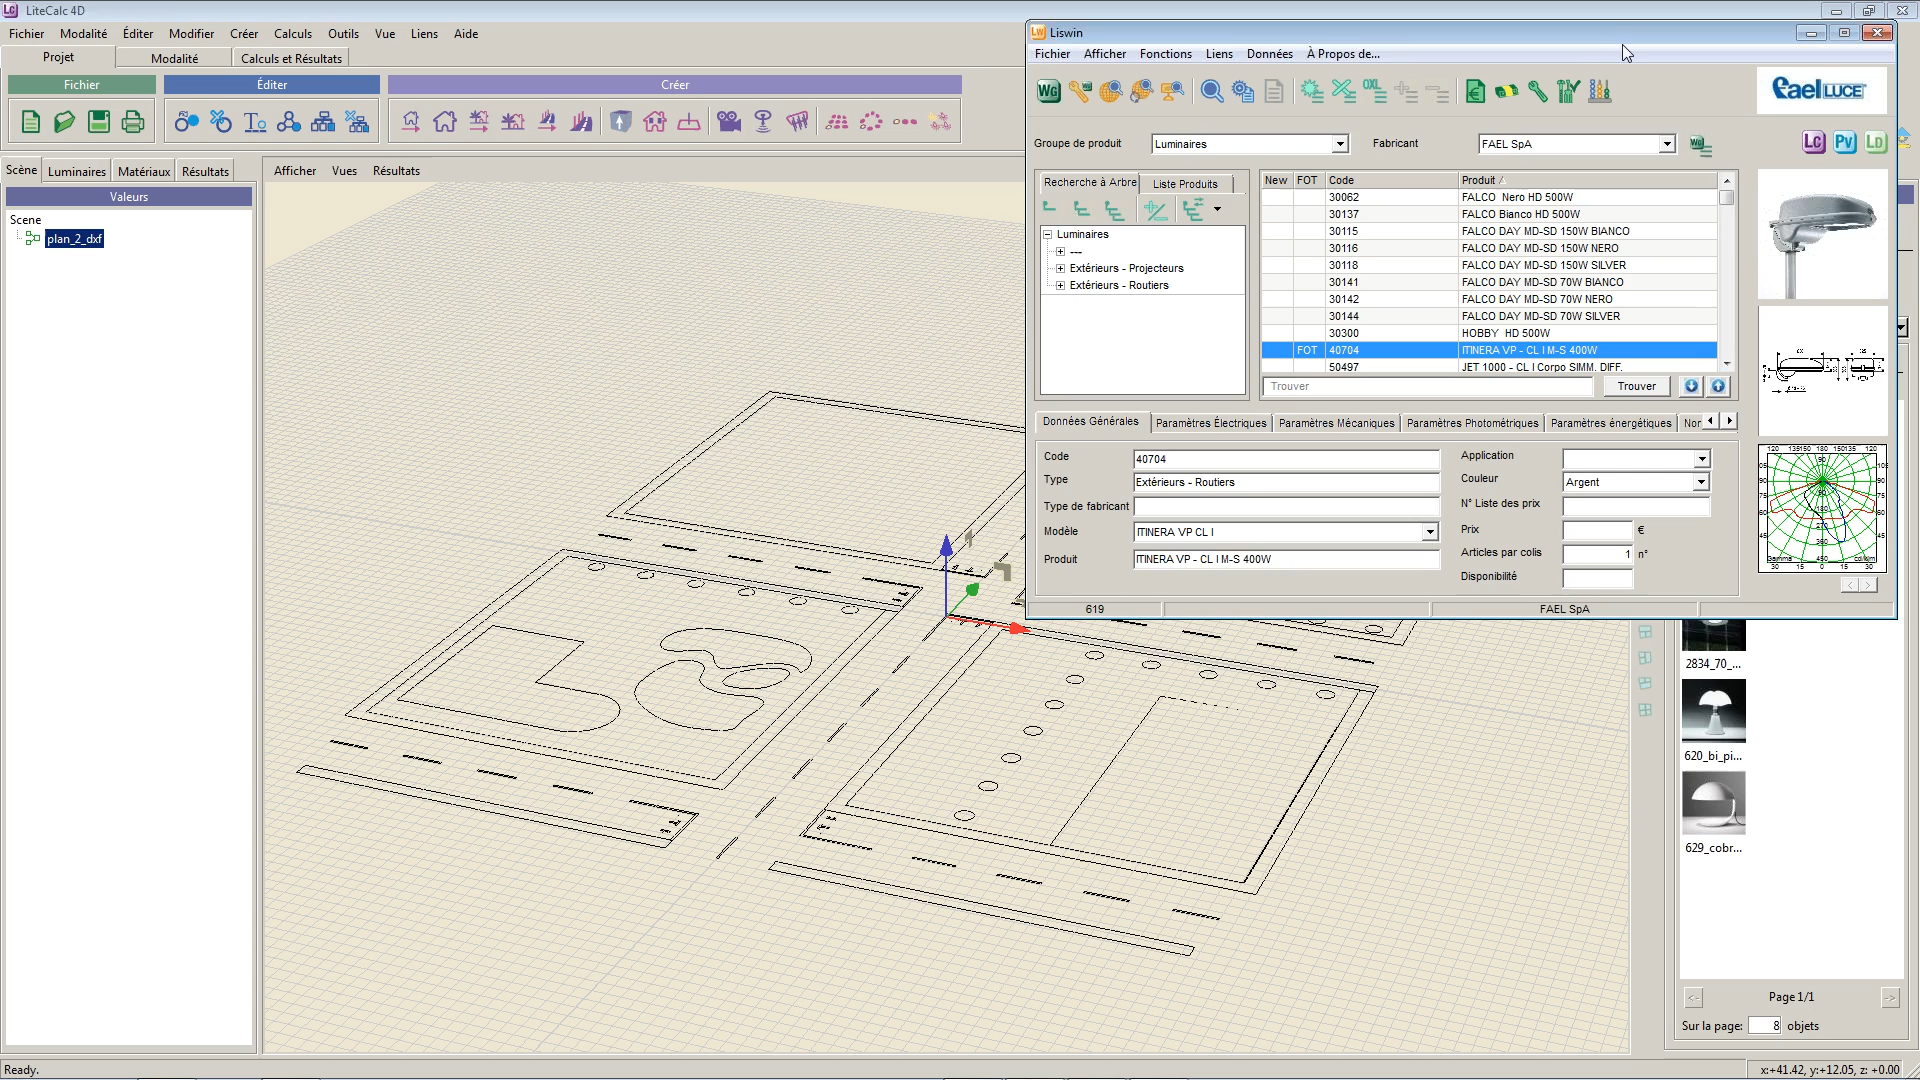 LiteCalc 4D
Fichier Modalité Éditer Modifier Créer Calculs Outils Vue Liens Aide
Projet Modalité Calculs et Résultats
Fichier Éditer Créer
Scène Luminaires Matériaux Résultats
Valeurs
Scene
plan_2_dxf
Afficher Vues Résultats
Liswin
Fichier Afficher Fonctions Liens Données À Propos de...
Fael LUCE
Groupe de produit Luminaires Fabricant FAEL SpA
Recherche à Arbre Liste Produits
Luminaires
---
Extérieurs - Projecteurs
Extérieurs - Routiers
New FOT Code Produit
30062 FALCO Nero HD 500W
30137 FALCO Bianco HD 500W
30115 FALCO DAY MD-SD 150W BIANCO
30116 FALCO DAY MD-SD 150W NERO
30118 FALCO DAY MD-SD 150W SILVER
30141 FALCO DAY MD-SD 70W BIANCO
30142 FALCO DAY MD-SD 70W NERO
30144 FALCO DAY MD-SD 70W SILVER
30300 HOBBY HD 500W
FOT 40704 ITINERA VP - CL I M-S 400W
50497 JET 1000 - CL I Corpo SIMM. DIFF.
Trouver Trouver
Données Générales Paramètres Électriques Paramètres Mécaniques Paramètres Photométriques Paramètres énergétiques Nor
Code 40704
Type Extérieurs - Routiers
Type de fabricant
Modèle ITINERA VP CL I
Produit ITINERA VP - CL I M-S 400W
Application
Couleur Argent
N° Liste des prix
Prix €
Articles par colis 1 n°
Disponibilité
619 FAEL SpA
2834_70_...
620_bi_pi...
629_cobr...
<- Page 1/1 ->
Sur la page: 8 objets
Ready. x:+41.42, y:+12.05, z: +0.00